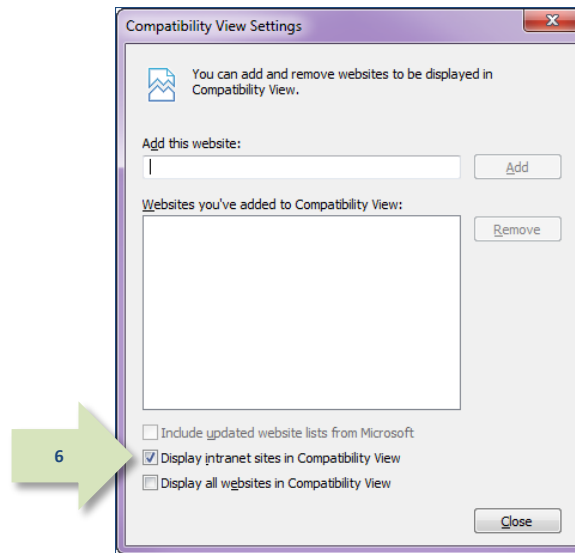 Compatibility View Settings
You can add and remove websites to be displayed in
Compatibility View.
Add this website:
Add
Websites you've added to Compatibility View:
Remove
Include updated website lists from Microsoft
6
Display intranet sites in Compatibility View
Display all websites in Compatibility View
Close